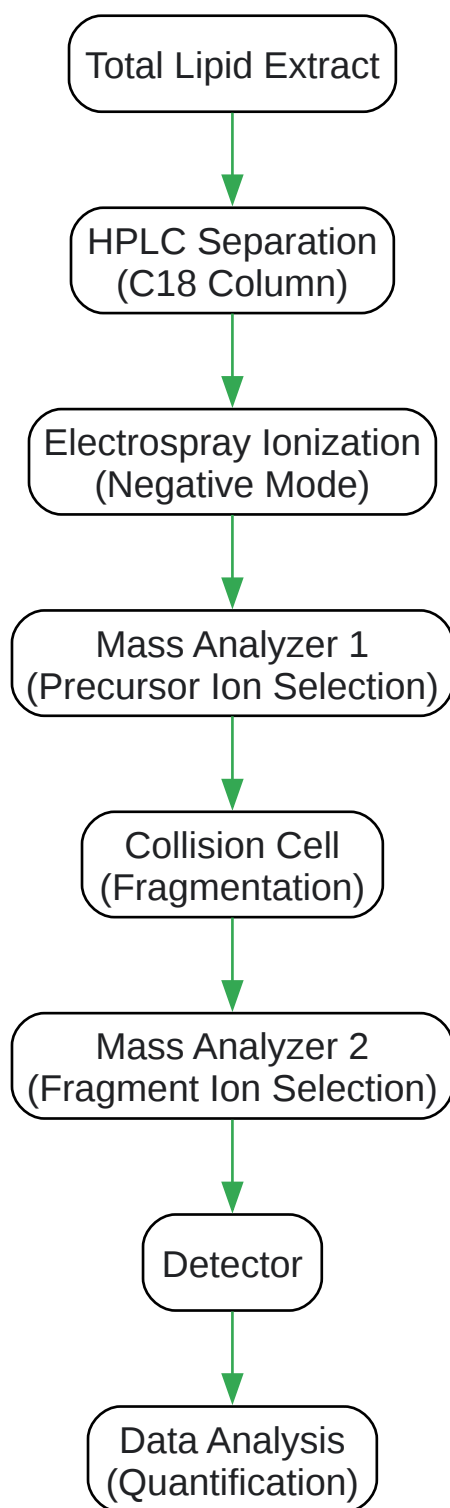 Total Lipid Extract
HPLC Separation
(C18 Column)
Electrospray Ionization
(Negative Mode)
Mass Analyzer 1
(Precursor Ion Selection)
Collision Cell
(Fragmentation)
Mass Analyzer 2
(Fragment Ion Selection)
Detector
Data Analysis
(Quantification)